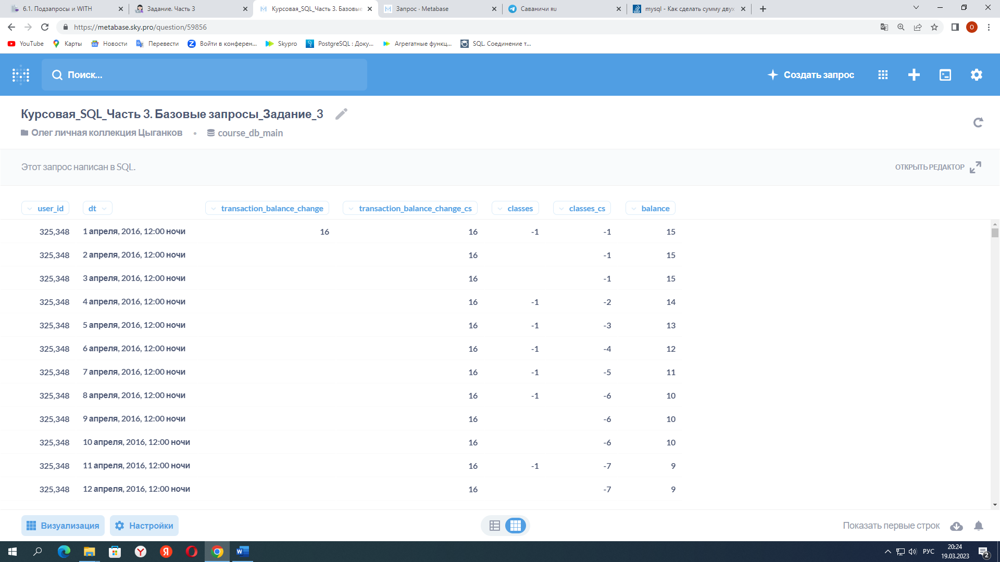 6.1. Подзапросы и WITH
Задание. Часть 3
Курсовая_SQL_Часть 3. Базовые
Запрос · Metabase
Саваничи RU
mysql - Как сделать сумму двух
https://metabase.sky.pro/question/59856
O
YouTube
Карты
Новости
Перевести
Войти в конферен...
Skypro
PostgreSQL : Доку...
Агрегатные функц...
SQL. Соединение т...
Поиск...
Создать запрос
Курсовая_SQL_Часть 3. Базовые запросы_Задание_3
Олег личная коллекция Цыганков • course_db_main
Этот запрос написан в SQL.
ОТКРЫТЬ РЕДАКТОР
user_id dt transaction_balance_change transaction_balance_change_cs classes classes_cs balance
325,348 1 апреля, 2016, 12:00 ночи 16 16 -1 -1 15
325,348 2 апреля, 2016, 12:00 ночи 16 -1 15
325,348 3 апреля, 2016, 12:00 ночи 16 -1 15
325,348 4 апреля, 2016, 12:00 ночи 16 -1 -2 14
325,348 5 апреля, 2016, 12:00 ночи 16 -1 -3 13
325,348 6 апреля, 2016, 12:00 ночи 16 -1 -4 12
325,348 7 апреля, 2016, 12:00 ночи 16 -1 -5 11
325,348 8 апреля, 2016, 12:00 ночи 16 -1 -6 10
325,348 9 апреля, 2016, 12:00 ночи 16 -6 10
325,348 10 апреля, 2016, 12:00 ночи 16 -6 10
325,348 11 апреля, 2016, 12:00 ночи 16 -1 -7 9
325,348 12 апреля, 2016, 12:00 ночи 16 -7 9
Визуализация
Настройки
Показать первые строк
РУС
20:24
19.03.2023
2